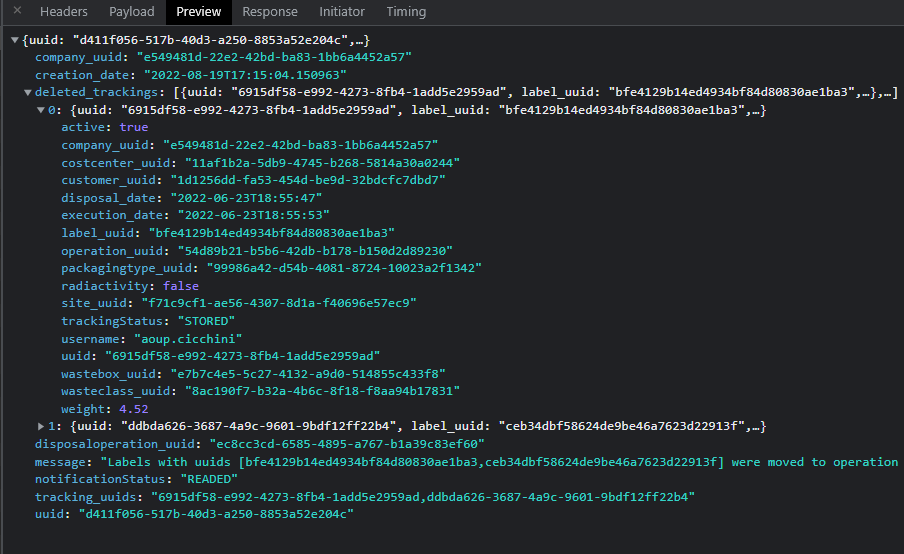 × Headers Payload Preview Response Initiator Timing
▼{uuid: "d411f056-517b-40d3-a250-8853a52e204c",…}
company_uuid: "e549481d-22e2-42bd-ba83-1bb6a4452a57"
creation_date: "2022-08-19T17:15:04.150963"
▼deleted_trackings: [{uuid: "6915df58-e992-4273-8fb4-1add5e2959ad", label_uuid: "bfe4129b14ed4934bf84d80830ae1ba3",…},…]
▼0: {uuid: "6915df58-e992-4273-8fb4-1add5e2959ad", label_uuid: "bfe4129b14ed4934bf84d80830ae1ba3",…}
active: true
company_uuid: "e549481d-22e2-42bd-ba83-1bb6a4452a57"
costcenter_uuid: "11af1b2a-5db9-4745-b268-5814a30a0244"
customer_uuid: "1d1256dd-fa53-454d-be9d-32bdcfc7dbd7"
disposal_date: "2022-06-23T18:55:47"
execution_date: "2022-06-23T18:55:53"
label_uuid: "bfe4129b14ed4934bf84d80830ae1ba3"
operation_uuid: "54d89b21-b5b6-42db-b178-b150d2d89230"
packagingtype_uuid: "99986a42-d54b-4081-8724-10023a2f1342"
radiactivity: false
site_uuid: "f71c9cf1-ae56-4307-8d1a-f40696e57ec9"
trackingStatus: "STORED"
username: "aoup.cicchini"
uuid: "6915df58-e992-4273-8fb4-1add5e2959ad"
wastebox_uuid: "e7b7c4e5-5c27-4132-a9d0-514855c433f8"
wasteclass_uuid: "8ac190f7-b32a-4b6c-8f18-f8aa94b17831"
weight: 4.52
▶1: {uuid: "ddbda626-3687-4a9c-9601-9bdf12ff22b4", label_uuid: "ceb34dbf58624de9be46a7623d22913f",…}
disposaloperation_uuid: "ec8cc3cd-6585-4895-a767-b1a39c83ef60"
message: "Labels with uuids [bfe4129b14ed4934bf84d80830ae1ba3,ceb34dbf58624de9be46a7623d22913f] were moved to operation
notificationStatus: "READED"
tracking_uuids: "6915df58-e992-4273-8fb4-1add5e2959ad,ddbda626-3687-4a9c-9601-9bdf12ff22b4"
uuid: "d411f056-517b-40d3-a250-8853a52e204c"